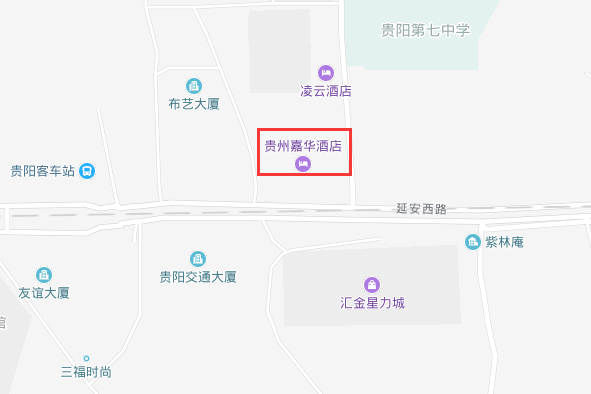 贵阳第七中学
凌云酒店
布艺大厦
贵州嘉华酒店
贵阳客车站
延安西路
紫林庵
贵阳交通大厦
友谊大厦
汇金星力城
馆
三福时尚